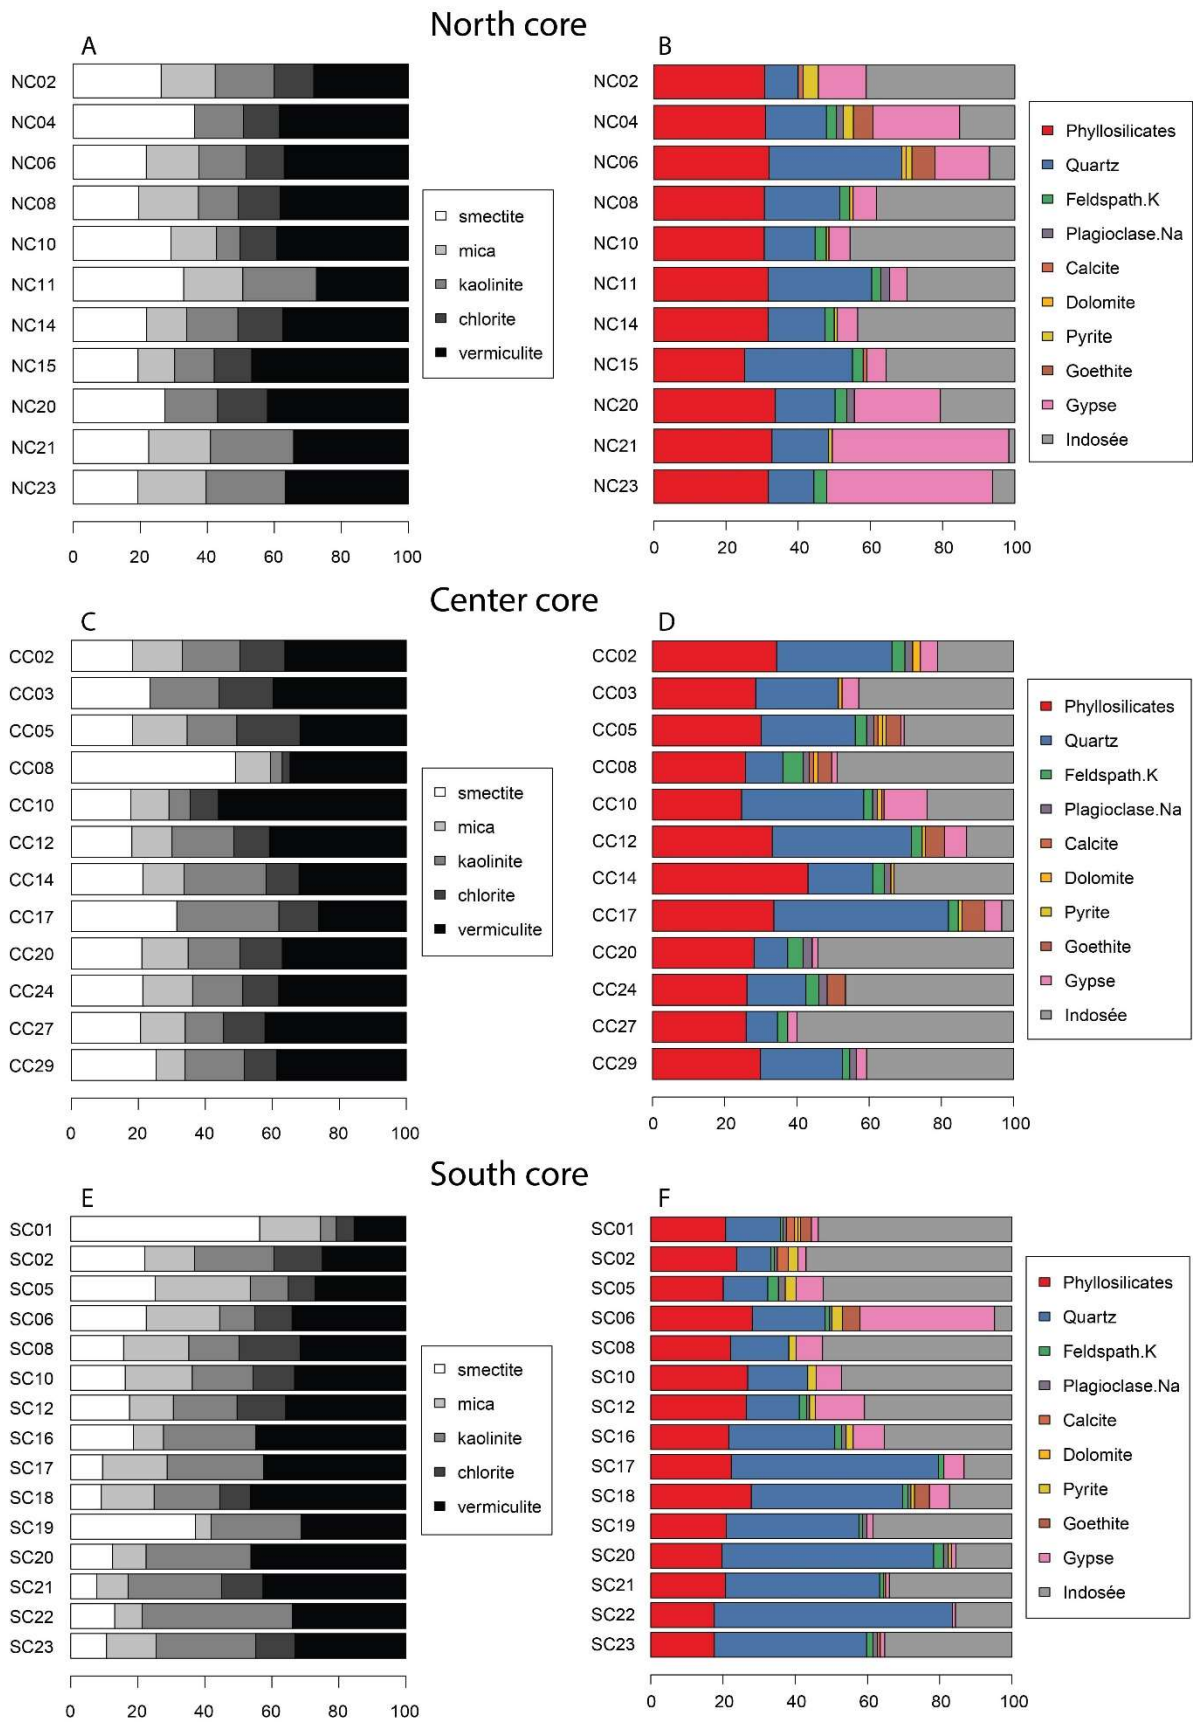 North core
A
B
NC02
NC04
NC06
NC08
NC10
NC11
NC14
NC15
NC20
NC21
NC23
0 20 40 60 80 100
smectite
mica
kaolinite
chlorite
vermiculite
NC02
NC04
NC06
NC08
NC10
NC11
NC14
NC15
NC20
NC21
NC23
0 20 40 60 80 100
Phyllosilicates
Quartz
Feldspath.K
Plagioclase.Na
Calcite
Dolomite
Pyrite
Goethite
Gypse
Indosée
Center core
C
D
CC02
CC03
CC05
CC08
CC10
CC12
CC14
CC17
CC20
CC24
CC27
CC29
0 20 40 60 80 100
smectite
mica
kaolinite
chlorite
vermiculite
CC02
CC03
CC05
CC08
CC10
CC12
CC14
CC17
CC20
CC24
CC27
CC29
0 20 40 60 80 100
Phyllosilicates
Quartz
Feldspath.K
Plagioclase.Na
Calcite
Dolomite
Pyrite
Goethite
Gypse
Indosée
South core
E
F
SC01
SC02
SC05
SC06
SC08
SC10
SC12
SC16
SC17
SC18
SC19
SC20
SC21
SC22
SC23
0 20 40 60 80 100
smectite
mica
kaolinite
chlorite
vermiculite
SC01
SC02
SC05
SC06
SC08
SC10
SC12
SC16
SC17
SC18
SC19
SC20
SC21
SC22
SC23
0 20 40 60 80 100
Phyllosilicates
Quartz
Feldspath.K
Plagioclase.Na
Calcite
Dolomite
Pyrite
Goethite
Gypse
Indosée